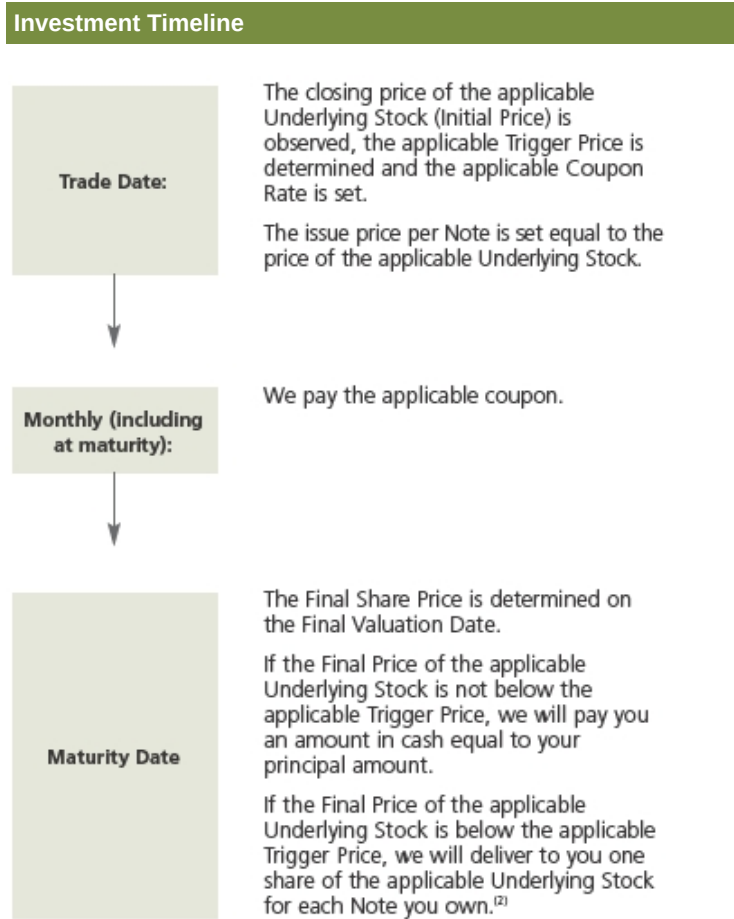 Investment Timeline
Trade Date:
The closing price of the applicable
Underlying Stock (Initial Price) is
observed, the applicable Trigger Price is
determined and the applicable Coupon
Rate is set.
The issue price per Note is set equal to the
price of the applicable Underlying Stock.
Monthly (including
at maturity):
We pay the applicable coupon.
Maturity Date
The Final Share Price is determined on
the Final Valuation Date.
If the Final Price of the applicable
Underlying Stock is not below the
applicable Trigger Price, we will pay you
an amount in cash equal to your
principal amount.
If the Final Price of the applicable
Underlying Stock is below the applicable
Trigger Price, we will deliver to you one
share of the applicable Underlying Stock
for each Note you own.(2)